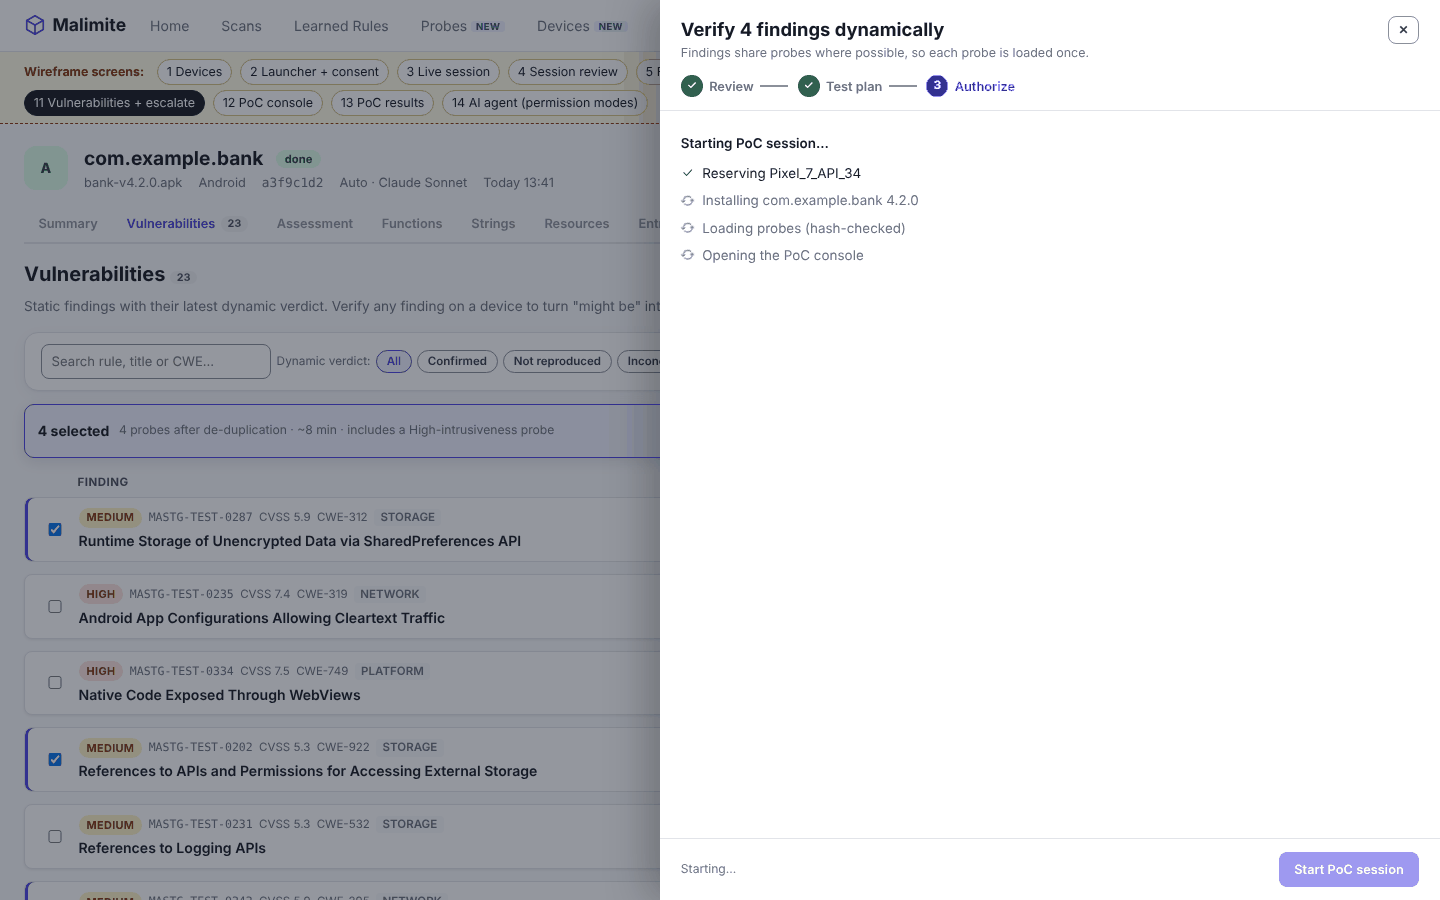 Malimite Home Scans Learned Rules Probes NEW Devices NEW
Wireframe screens: 1 Devices 2 Launcher + consent 3 Live session 4 Session review
11 Vulnerabilities + escalate 12 PoC console 13 PoC results 14 AI agent (permission modes)
A com.example.bank done
bank-v4.2.0.apk Android a3f9c1d2 Auto · Claude Sonnet Today 13:41
Summary Vulnerabilities 23 Assessment Functions Strings Resources
Vulnerabilities 23
Static findings with their latest dynamic verdict. Verify any finding on a device to turn "might be"
Search rule, title or CWE... Dynamic verdict: All Confirmed Not reproduced
4 selected 4 probes after de-duplication · ~8 min · includes a High-intrusiveness probe
FINDING
MEDIUM MASTG-TEST-0287 CVSS 5.9 CWE-312 STORAGE
Runtime Storage of Unencrypted Data via SharedPreferences API
HIGH MASTG-TEST-0235 CVSS 7.4 CWE-319 NETWORK
Android App Configurations Allowing Cleartext Traffic
HIGH MASTG-TEST-0334 CVSS 7.5 CWE-749 PLATFORM
Native Code Exposed Through WebViews
MEDIUM MASTG-TEST-0202 CVSS 5.3 CWE-922 STORAGE
References to APIs and Permissions for Accessing External Storage
MEDIUM MASTG-TEST-0231 CVSS 5.3 CWE-532 STORAGE
References to Logging APIs
Verify 4 findings dynamically
Findings share probes where possible, so each probe is loaded once.
Review Test plan 3 Authorize
Starting PoC session...
Reserving Pixel_7_API_34
Installing com.example.bank 4.2.0
Loading probes (hash-checked)
Opening the PoC console
Starting... Start PoC session